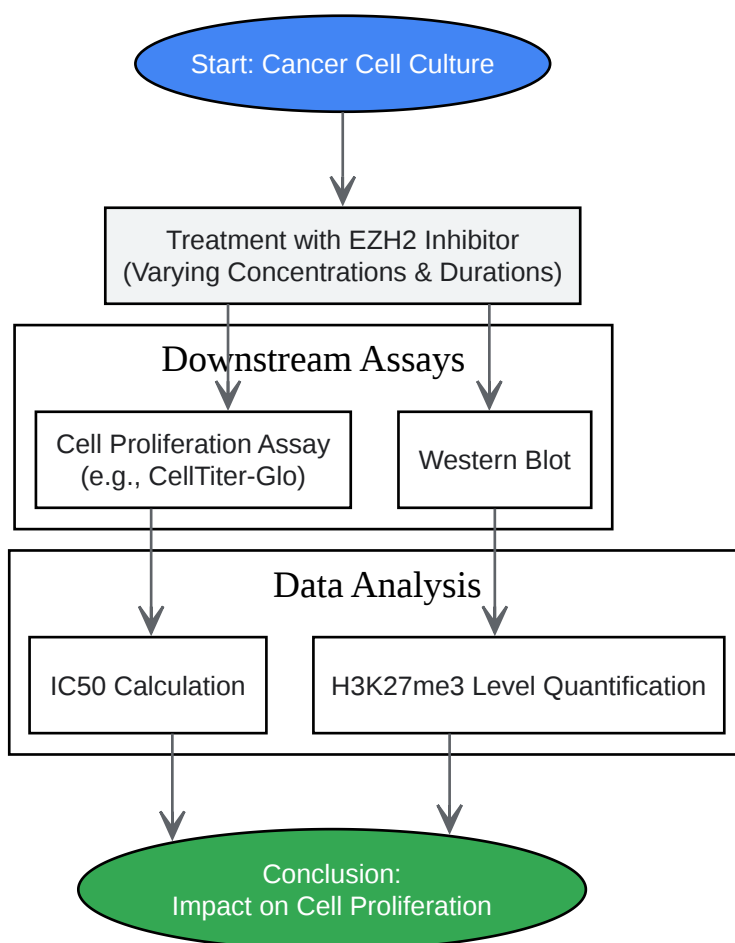 Start: Cancer Cell Culture
Treatment with EZH2 Inhibitor
(Varying Concentrations & Durations)
Downstream Assays
Cell Proliferation Assay
(e.g., CellTiter-Glo)
Western Blot
Data Analysis
IC50 Calculation
H3K27me3 Level Quantification
Conclusion:
Impact on Cell Proliferation